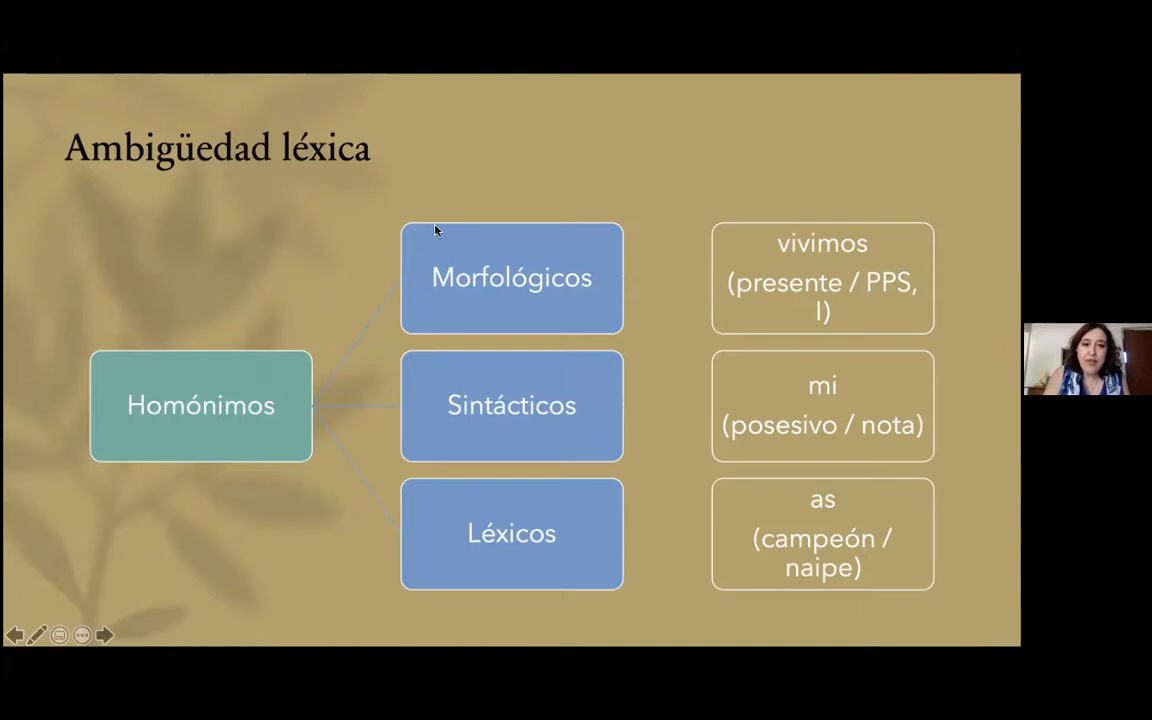 Ambigüedad léxica
Homónimos
Morfológicos
vivimos
(presente / PPS,
I)
Sintácticos
mi
(posesivo / nota)
Léxicos
as
(campeón /
naipe)